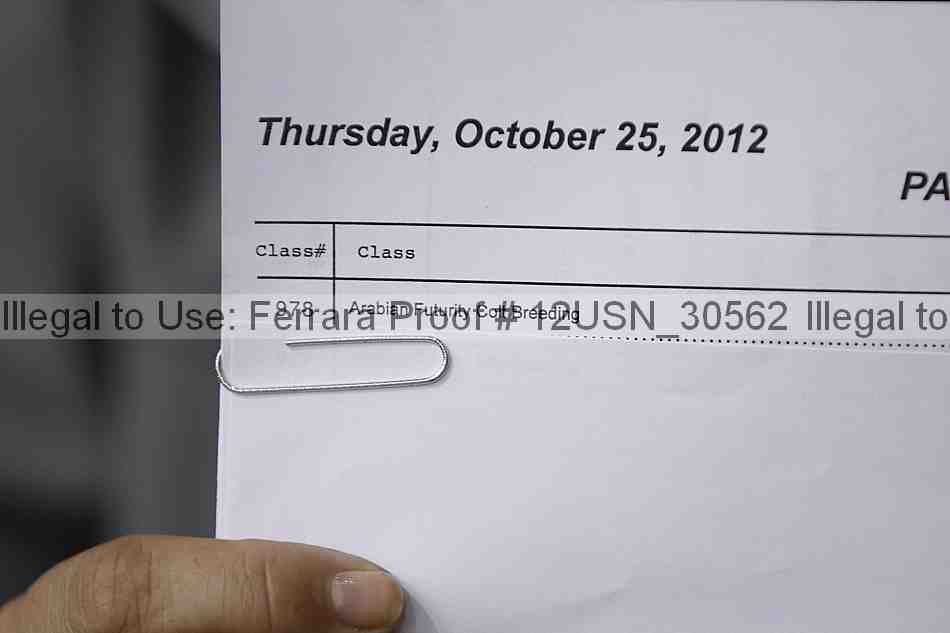 Thursday, October 25, 2012
PA
Class# Class
978 Arabian Futurity Colt Breeding
Illegal to Use: Ferrara Proof # 12USN_30562 Illegal to